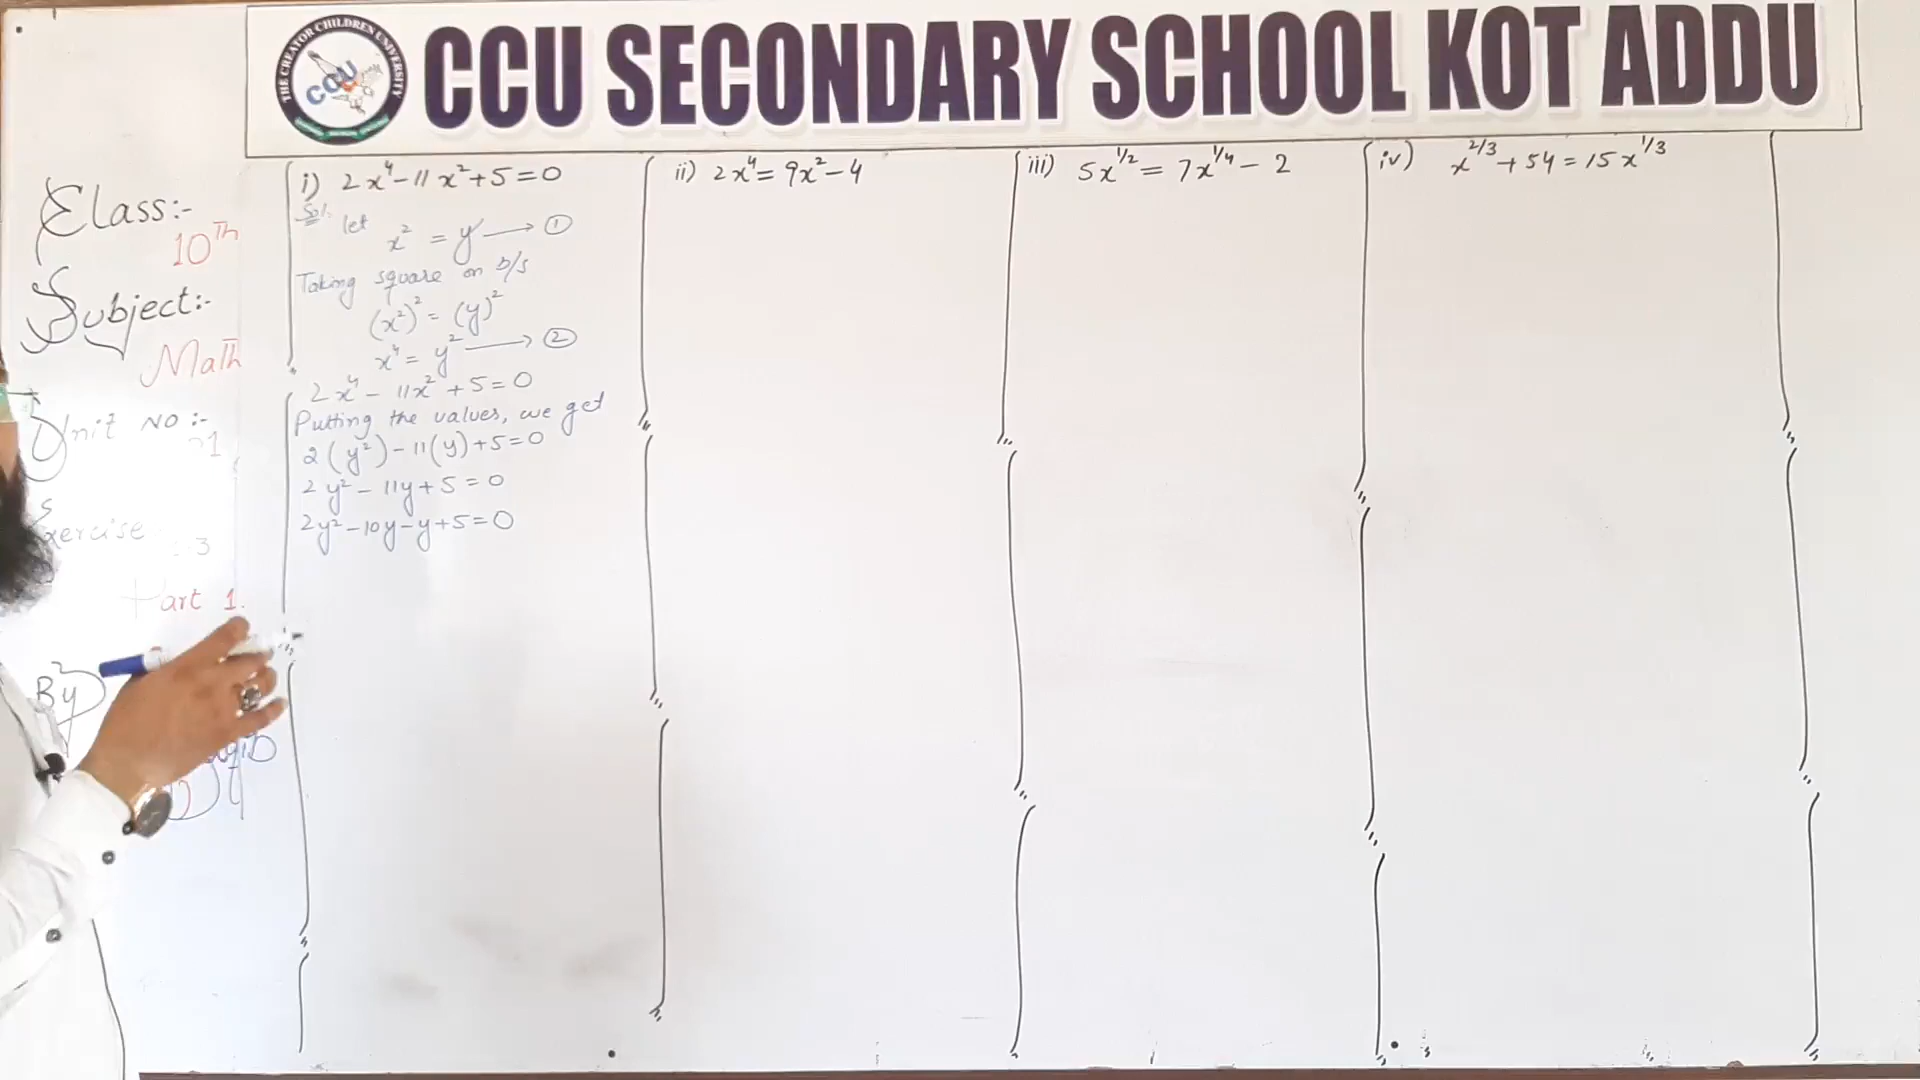 THE CREATOR CHILDREN UNIVERSITY
CCU
CCU SECONDARY SCHOOL KOT ADDU
Class:-
10Th
Subject:-
MaTh
Unit No :-
1
Exercise
.3
Part 1.
By
i) 2x⁴-11x²+5=0
Sol:
let x² = y → ①
Taking square on b/s
(x²)² = (y)²
x⁴ = y² → ②
2x⁴ - 11x² + 5 = 0
Putting the values, we get
2(y²) - 11(y) + 5 = 0
2y² - 11y + 5 = 0
2y² - 10y - y + 5 = 0
ii) 2x⁴ = 9x² - 4
iii) 5x^1/2 = 7x^1/4 - 2
iv) x^2/3 + 54 = 15x^1/3